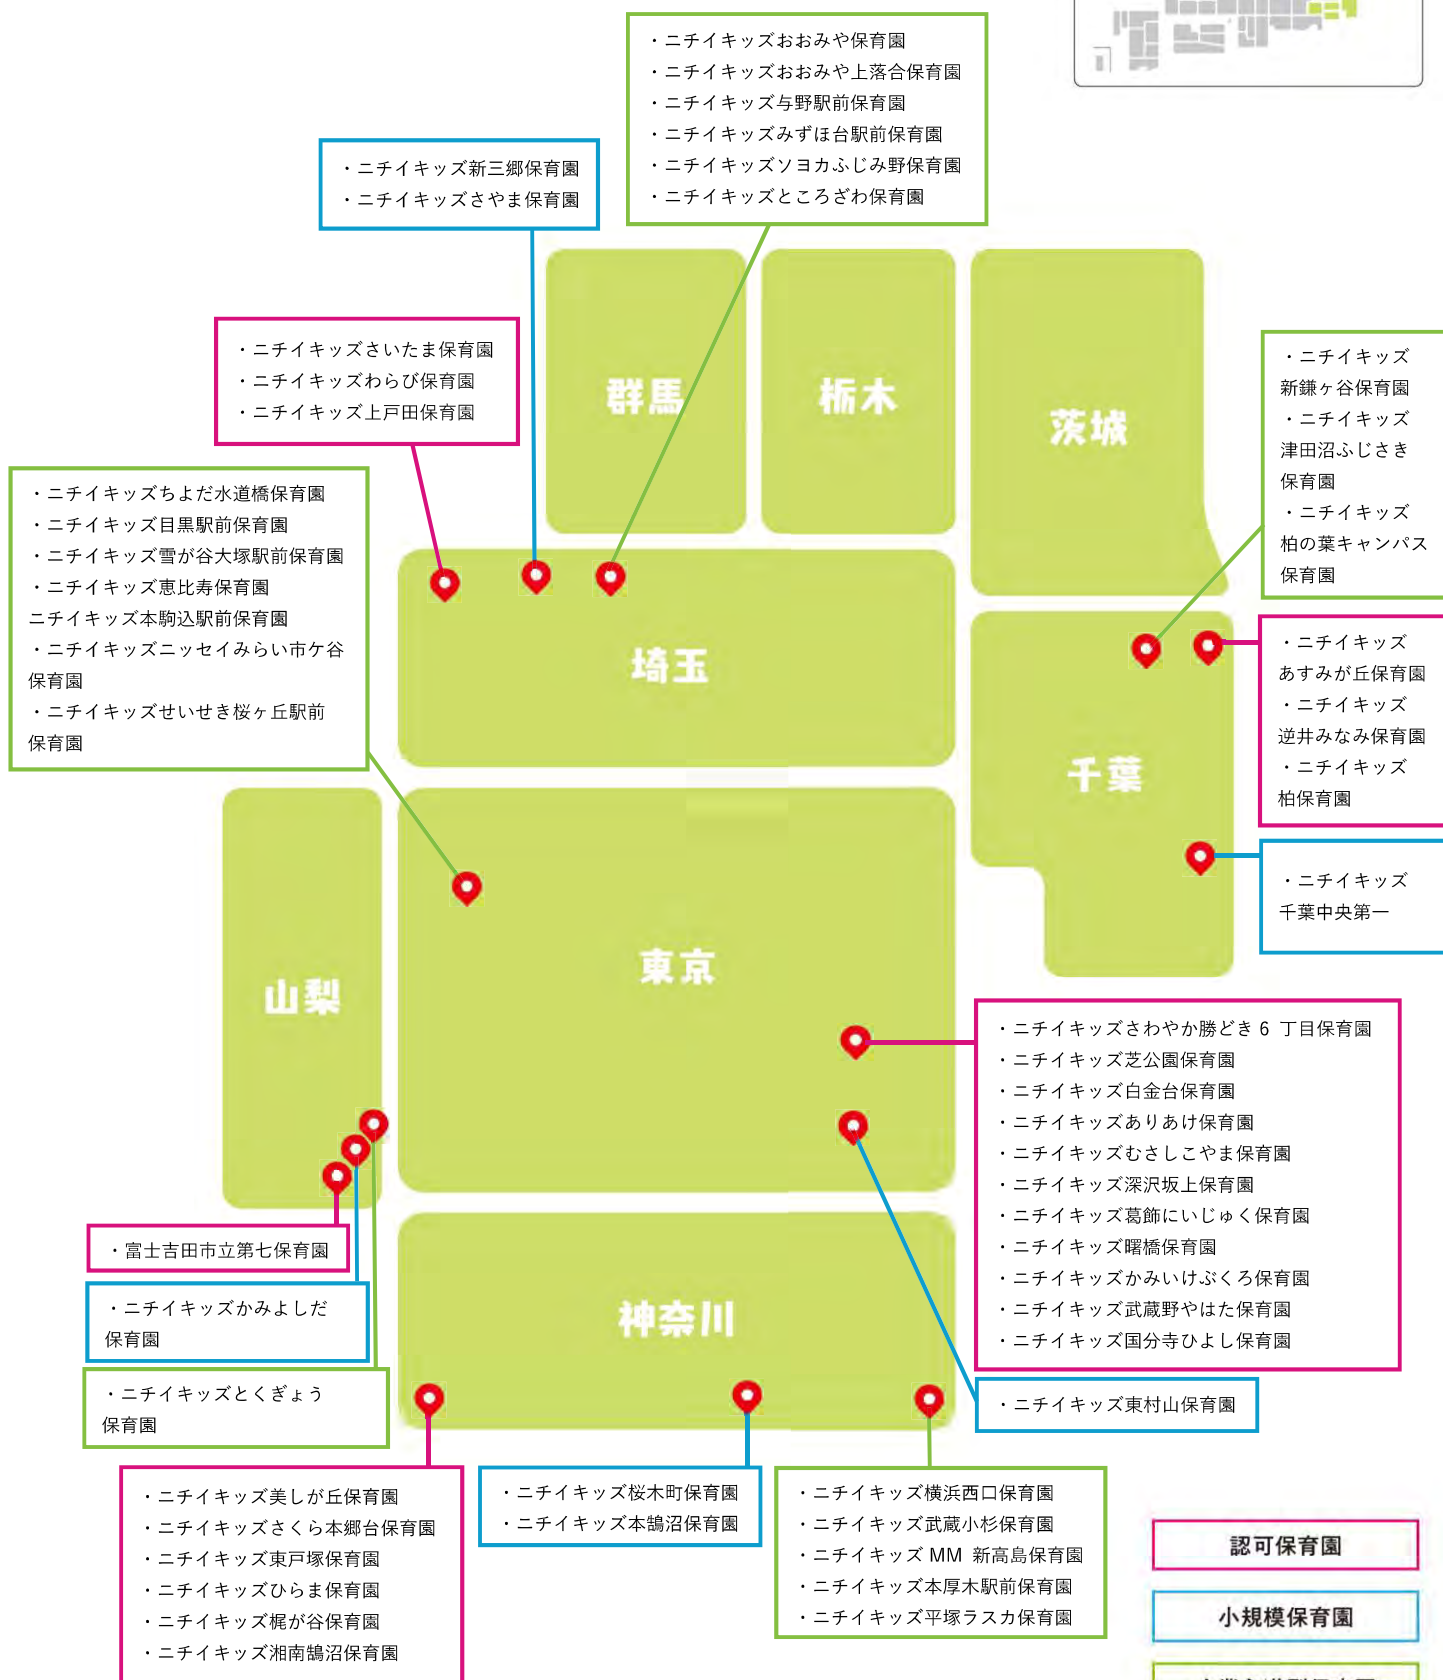 ・ニチイキッズおおみや保育園
・ニチイキッズおおみや上落合保育園
・ニチイキッズ与野駅前保育園
・ニチイキッズみずほ台駅前保育園
・ニチイキッズソヨカふじみ野保育園
・ニチイキッズところざわ保育園
・ニチイキッズ新三郷保育園
・ニチイキッズさやま保育園
・ニチイキッズさいたま保育園
・ニチイキッズわらび保育園
・ニチイキッズ上戸田保育園
群馬
栃木
茨城
・ニチイキッズ
新鎌ヶ谷保育園
・ニチイキッズ
津田沼ふじさき
保育園
・ニチイキッズ
柏の葉キャンパス
保育園
・ニチイキッズちよだ水道橋保育園
・ニチイキッズ目黒駅前保育園
・ニチイキッズ雪が谷大塚駅前保育園
・ニチイキッズ恵比寿保育園
ニチイキッズ本駒込駅前保育園
・ニチイキッズニッセイみらい市ケ谷
保育園
・ニチイキッズせいせき桜ヶ丘駅前
保育園
埼玉
・ニチイキッズ
あすみが丘保育園
・ニチイキッズ
逆井みなみ保育園
・ニチイキッズ
柏保育園
千葉
・ニチイキッズ
千葉中央第一
山梨
東京
・ニチイキッズさわやか勝どき 6 丁目保育園
・ニチイキッズ芝公園保育園
・ニチイキッズ白金台保育園
・ニチイキッズありあけ保育園
・ニチイキッズむさしこやま保育園
・ニチイキッズ深沢坂上保育園
・ニチイキッズ葛飾にいじゅく保育園
・ニチイキッズ曙橋保育園
・ニチイキッズかみいけぶくろ保育園
・ニチイキッズ武蔵野やはた保育園
・ニチイキッズ国分寺ひよし保育園
・富士吉田市立第七保育園
・ニチイキッズかみよしだ
保育園
・ニチイキッズとくぎょう
保育園
神奈川
・ニチイキッズ東村山保育園
・ニチイキッズ美しが丘保育園
・ニチイキッズさくら本郷台保育園
・ニチイキッズ東戸塚保育園
・ニチイキッズひらま保育園
・ニチイキッズ梶が谷保育園
・ニチイキッズ湘南鵠沼保育園
・ニチイキッズ桜木町保育園
・ニチイキッズ本鵠沼保育園
・ニチイキッズ横浜西口保育園
・ニチイキッズ武蔵小杉保育園
・ニチイキッズ MM 新高島保育園
・ニチイキッズ本厚木駅前保育園
・ニチイキッズ平塚ラスカ保育園
認可保育園
小規模保育園